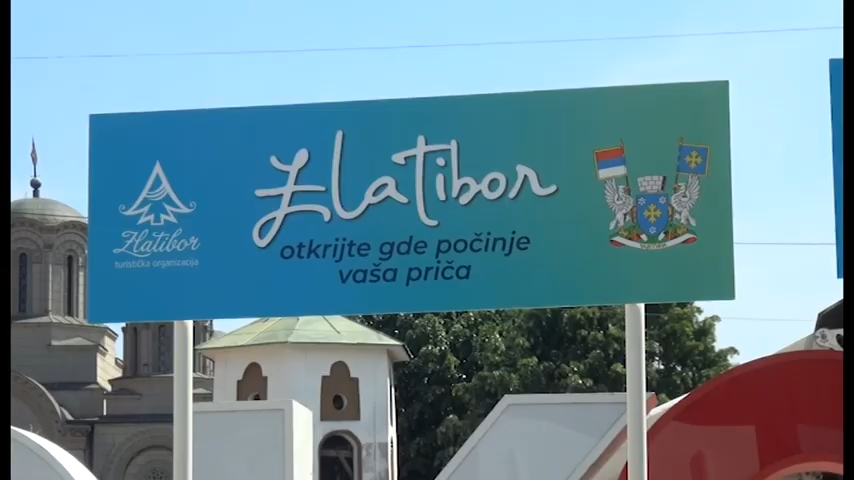 Zlatibor
turistička organizacija
Zlatibor
otkrijte gde počinje
vaša priča